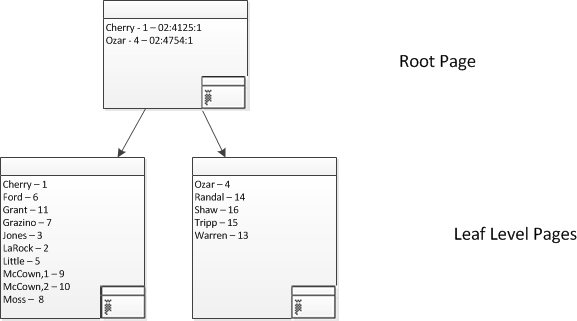 Cherry - 1 – 02:4125:1
Ozar - 4 – 02:4754:1
Root Page
Cherry – 1
Ford – 6
Grant – 11
Grazino – 7
Jones – 3
LaRock – 2
Little – 5
McCown,1 – 9
McCown,2 – 10
Moss – 8
Ozar – 4
Randal – 14
Shaw – 16
Tripp – 15
Warren – 13
Leaf Level Pages